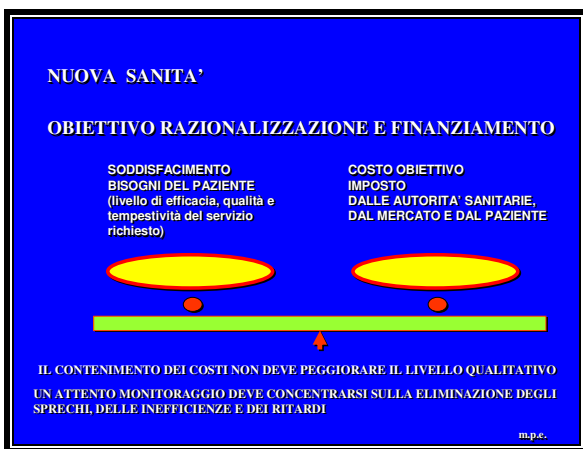 NUOVA SANITA'
OBIETTIVO RAZIONALIZZAZIONE E FINANZIAMENTO
SODDISFACIMENTO
BISOGNI DEL PAZIENTE
(livello di efficacia, qualità e
tempestività del servizio
richiesto)
COSTO OBIETTIVO
IMPOSTO
DALLE AUTORITA' SANITARIE,
DAL MERCATO E DAL PAZIENTE
IL CONTENIMENTO DEI COSTI NON DEVE PEGGIORARE IL LIVELLO QUALITATIVO
UN ATTENTO MONITORAGGIO DEVE CONCENTRARSI SULLA ELIMINAZIONE DEGLI
SPRECHI, DELLE INEFFICIENZE E DEI RITARDI
m.p.e.